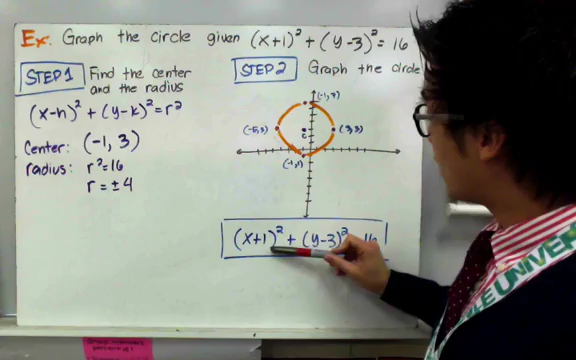 Ex. Graph the circle given (x+1)² + (y-3)² = 16
STEP 1 Find the center
and the radius
(x-h)² + (y-k)² = r²
center: (-1, 3)
radius: r² = 16
r = ±4
STEP 2 Graph the circle
(-1, 7)
(-5, 3)
c
(3, 3)
(x+1)² + (y-3)² 16
UNIVER